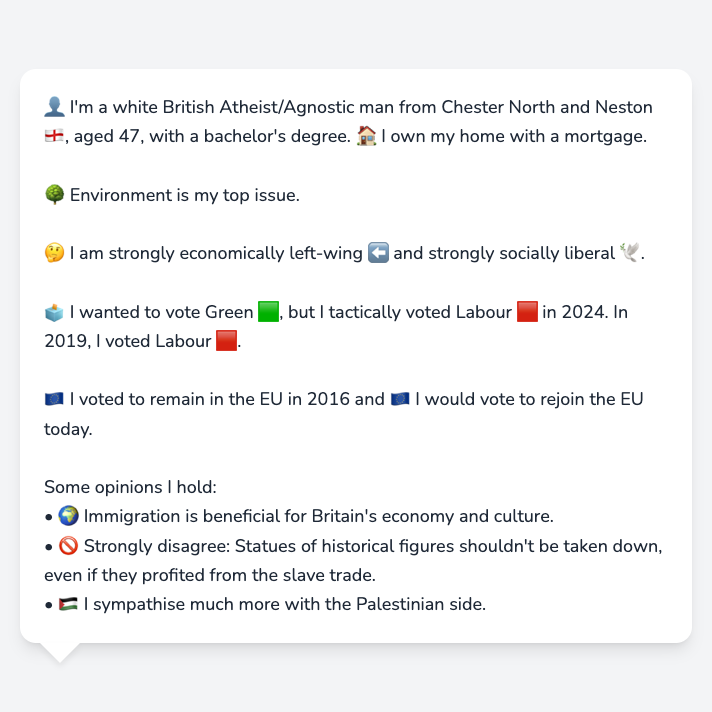 👤 I'm a white British Atheist/Agnostic man from Chester North and Neston
🏴󠁧󠁢󠁥󠁮󠁧󠁿, aged 47, with a bachelor's degree. 🏠 I own my home with a mortgage.
🌳 Environment is my top issue.
🤔 I am strongly economically left-wing ⬅️ and strongly socially liberal 🕊️.
🗳️ I wanted to vote Green 🟩, but I tactically voted Labour 🟥 in 2024. In
2019, I voted Labour 🟥.
🇪🇺 I voted to remain in the EU in 2016 and 🇪🇺 I would vote to rejoin the EU
today.
Some opinions I hold:
• 🌍 Immigration is beneficial for Britain's economy and culture.
• 🚫 Strongly disagree: Statues of historical figures shouldn't be taken down,
even if they profited from the slave trade.
• 🇵🇸 I sympathise much more with the Palestinian side.